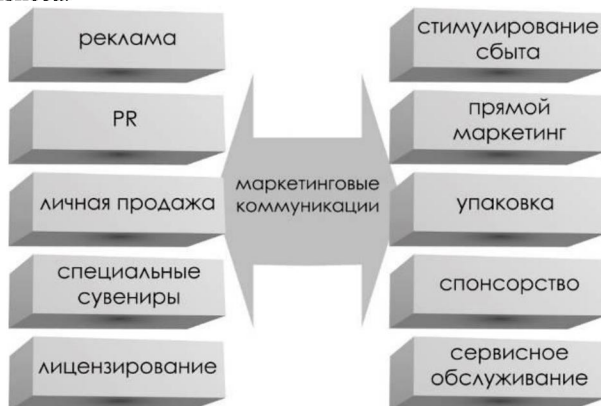 реклама
PR
личная продажа
специальные
сувениры
лицензирование
маркетинговые
коммуникации
стимулирование
сбыта
прямой
маркетинг
упаковка
спонсорство
сервисное
обслуживание